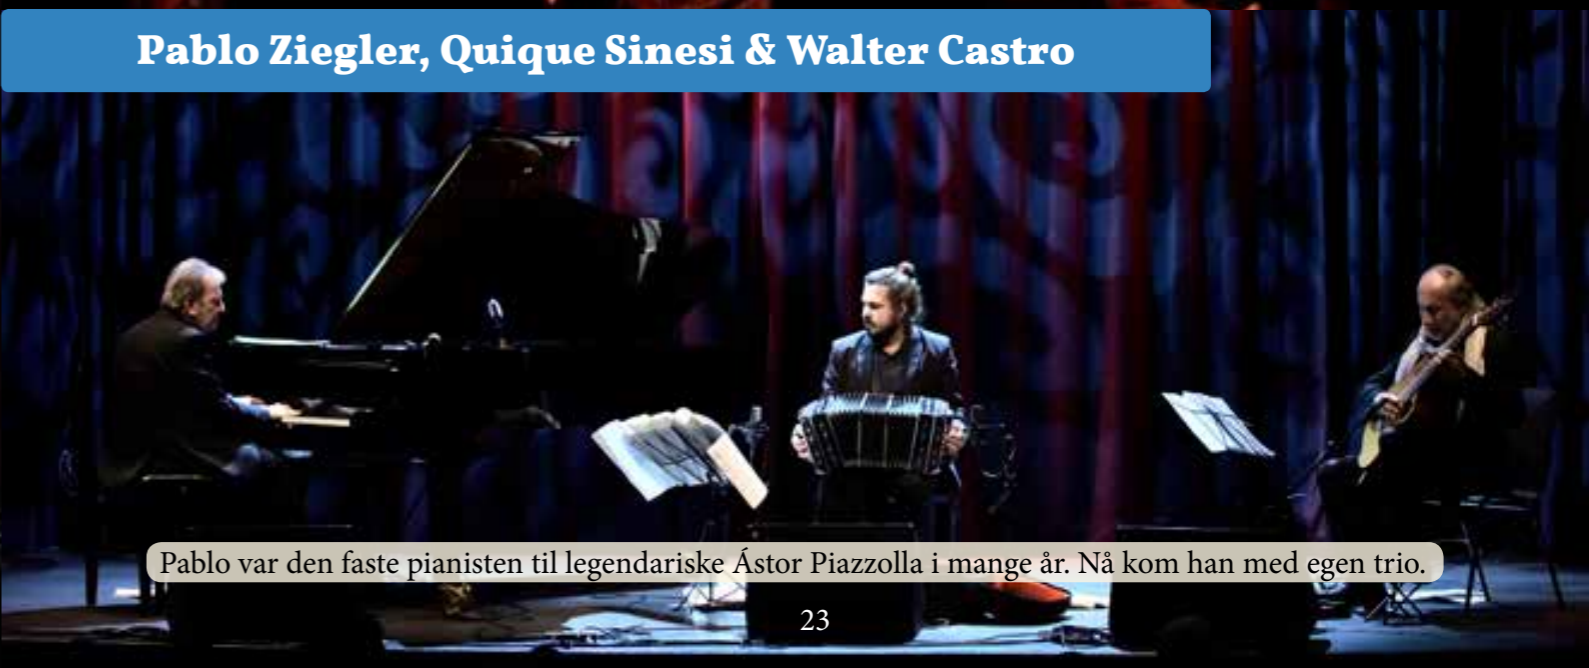 Pablo Ziegler, Quique Sinesi & Walter Castro
Pablo var den faste pianisten til legendariske Ástor Piazzolla i mange år. Nå kom han med egen trio.
23